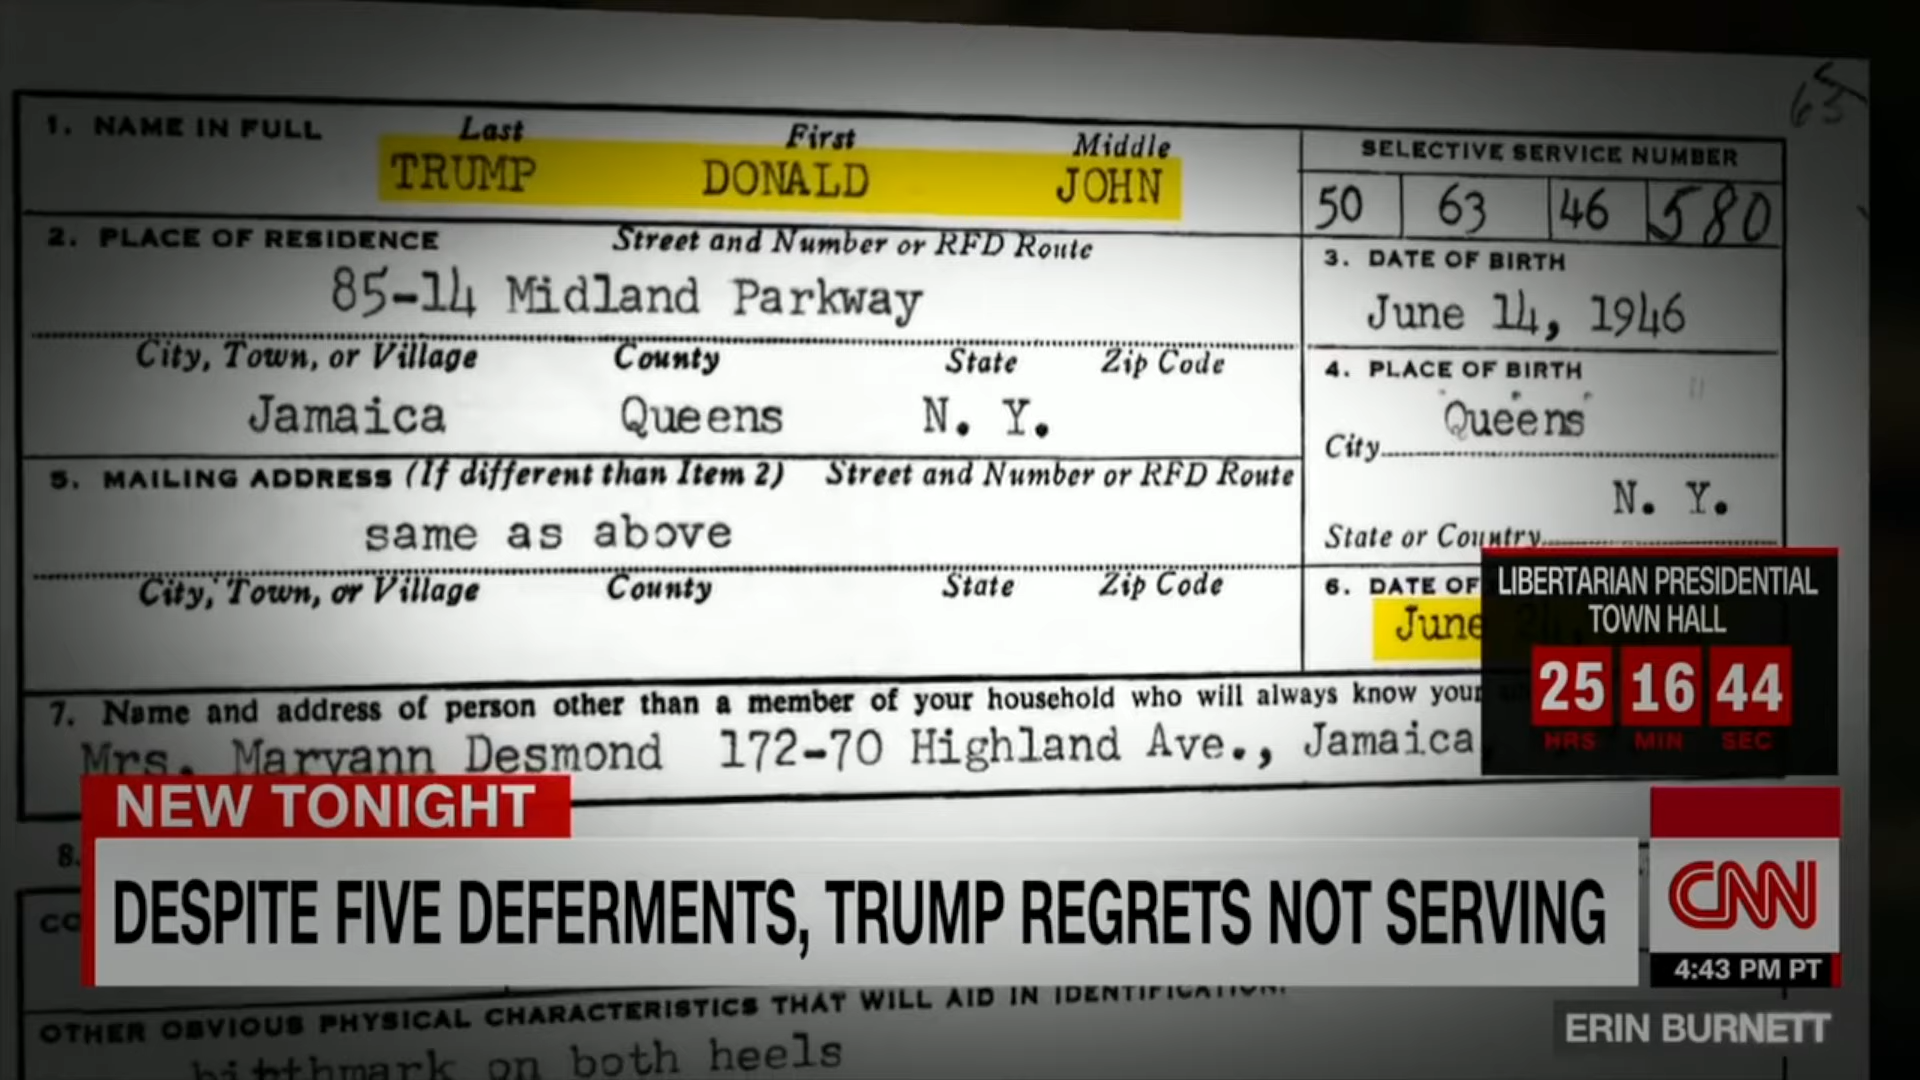 65
1. NAME IN FULL Last First Middle
TRUMP DONALD JOHN
SELECTIVE SERVICE NUMBER
50 63 46 580
2. PLACE OF RESIDENCE Street and Number or RFD Route
85-14 Midland Parkway
3. DATE OF BIRTH
June 14, 1946
City, Town, or Village County State Zip Code
Jamaica Queens N. Y.
4. PLACE OF BIRTH
Queens
City
N. Y.
State or Country
5. MAILING ADDRESS (If different than Item 2) Street and Number or RFD Route
same as above
City, Town, or Village County State Zip Code
6. DATE OF
June
7. Name and address of person other than a member of your household who will always know your
Mrs. Maryann Desmond 172-70 Highland Ave., Jamaica
LIBERTARIAN PRESIDENTIAL
TOWN HALL
25 16 44
HRS MIN SEC
NEW TONIGHT
8.
DESPITE FIVE DEFERMENTS, TRUMP REGRETS NOT SERVING
CNN
4:43 PM PT
ERIN BURNETT
CO
OTHER OBVIOUS PHYSICAL CHARACTERISTICS THAT WILL AID IN IDENTIFICATION
birthmark on both heels